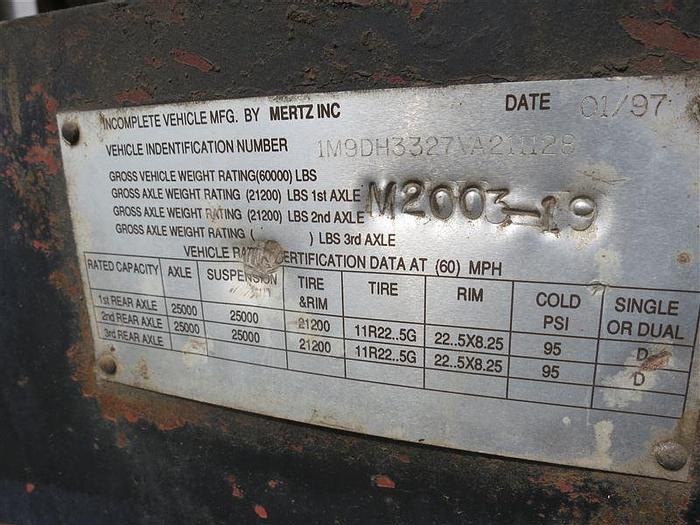 INCOMPLETE VEHICLE MFG. BY MERTZ INC DATE 01/97
VEHICLE INDENTIFICATION NUMBER
GROSS VEHICLE WEIGHT RATING(60000) LBS
GROSS AXLE WEIGHT RATING (21200) LBS 1st AXLE
GROSS AXLE WEIGHT RATING (21200) LBS 2nd AXLE M2003-19
GROSS AXLE WEIGHT RATING ( ) LBS 3rd AXLE
VEHICLE CERTIFICATION DATA AT (60) MPH
RATED CAPACITY AXLE SUSPENSION TIRE &RIM TIRE RIM COLD PSI SINGLE OR DUAL
1st REAR AXLE 25000 25000 21200 11R22..5G 22..5X8.25 95 D
2nd REAR AXLE 25000 25000 21200 11R22..5G 22..5X8.25 95 D
3rd REAR AXLE